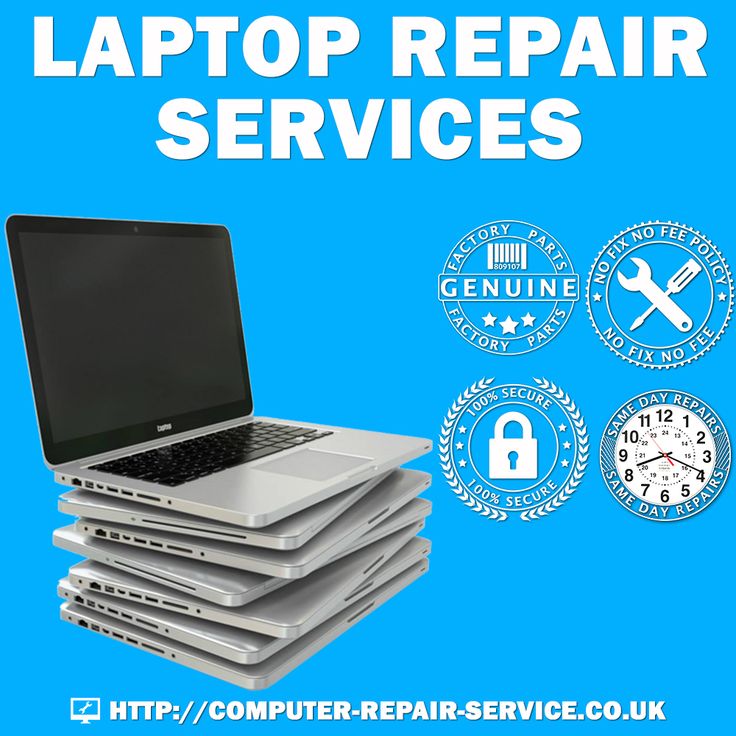 LAPTOP REPAIR
SERVICES
FACTORY PARTS
809107
GENUINE
FACTORY PARTS
NO FIX NO FEE POLICY
NO FIX NO FEE
100% SECURE
100% SECURE
SAME DAY REPAIRS
12
11 1
10 2
9 3
8 4
7 5
6
SAME DAY REPAIRS
Laptop
HTTP://COMPUTER-REPAIR-SERVICE.CO.UK